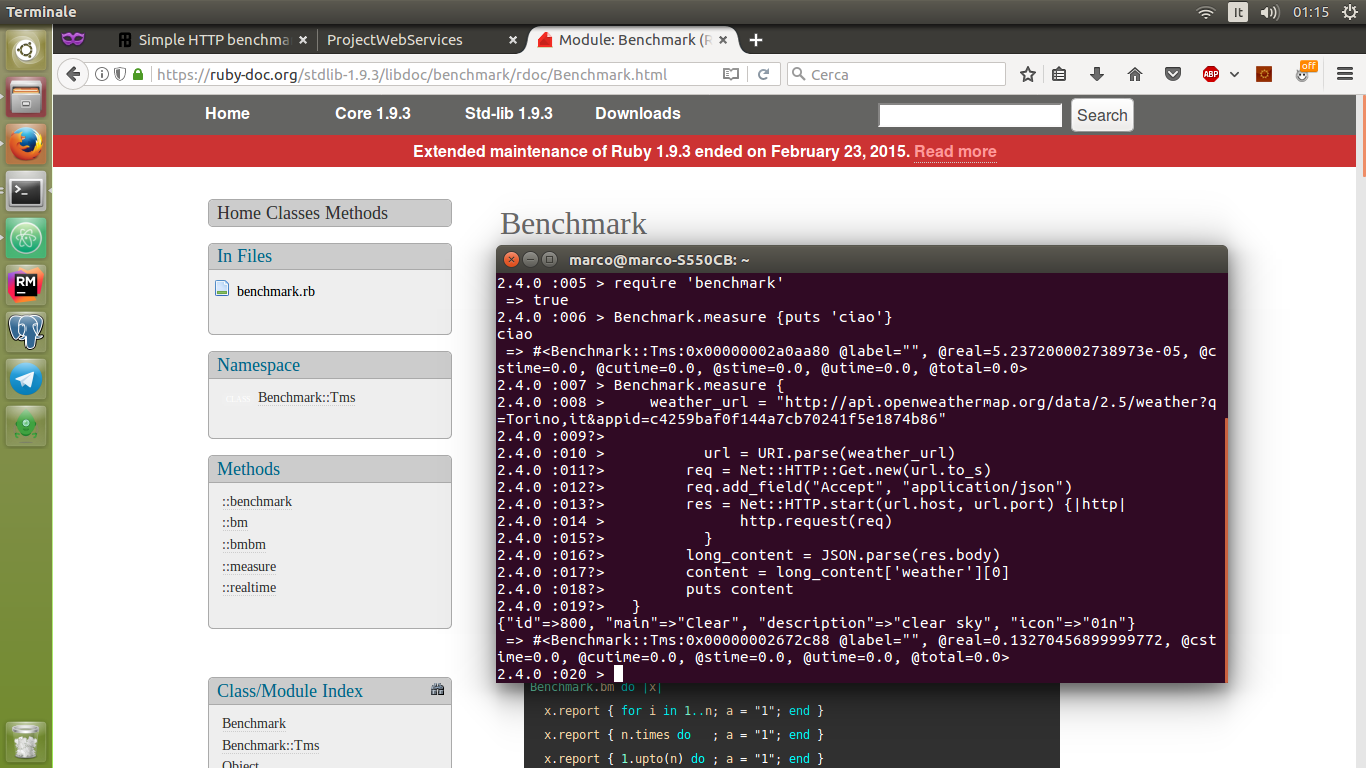 Terminale
It
01:15
Simple HTTP benchma
ProjectWebServices
Module: Benchmark (R
https://ruby-doc.org/stdlib-1.9.3/libdoc/benchmark/rdoc/Benchmark.html
Cerca
ABP
off
Home
Core 1.9.3
Std-lib 1.9.3
Downloads
Search
Extended maintenance of Ruby 1.9.3 ended on February 23, 2015. Read more
Home Classes Methods
In Files
benchmark.rb
Namespace
CLASS Benchmark::Tms
Methods
::benchmark
::bm
::bmbm
::measure
::realtime
Class/Module Index
Benchmark
Benchmark::Tms
Object
RM
Benchmark
marco@marco-S550CB: ~
2.4.0 :005 > require 'benchmark'
 => true
2.4.0 :006 > Benchmark.measure {puts 'ciao'}
ciao
 => #<Benchmark::Tms:0x00000002a0aa80 @label="", @real=5.237200002738973e-05, @c
stime=0.0, @cutime=0.0, @stime=0.0, @utime=0.0, @total=0.0>
2.4.0 :007 > Benchmark.measure {
2.4.0 :008 >     weather_url = "http://api.openweathermap.org/data/2.5/weather?q
=Torino,it&appid=c4259baf0f144a7cb70241f5e1874b86"
2.4.0 :009?>
2.4.0 :010 >           url = URI.parse(weather_url)
2.4.0 :011?>         req = Net::HTTP::Get.new(url.to_s)
2.4.0 :012?>         req.add_field("Accept", "application/json")
2.4.0 :013?>         res = Net::HTTP.start(url.host, url.port) {|http|
2.4.0 :014 >               http.request(req)
2.4.0 :015?>           }
2.4.0 :016?>         long_content = JSON.parse(res.body)
2.4.0 :017?>         content = long_content['weather'][0]
2.4.0 :018?>         puts content
2.4.0 :019?>   }
{"id"=>800, "main"=>"Clear", "description"=>"clear sky", "icon"=>"01n"}
 => #<Benchmark::Tms:0x00000002672c88 @label="", @real=0.13270456899999772, @cst
ime=0.0, @cutime=0.0, @stime=0.0, @utime=0.0, @total=0.0>
2.4.0 :020 >
Benchmark.bm do |x|
x.report { for i in 1..n; a = "1"; end }
x.report { n.times do   ; a = "1"; end }
x.report { 1.upto(n) do ; a = "1"; end }